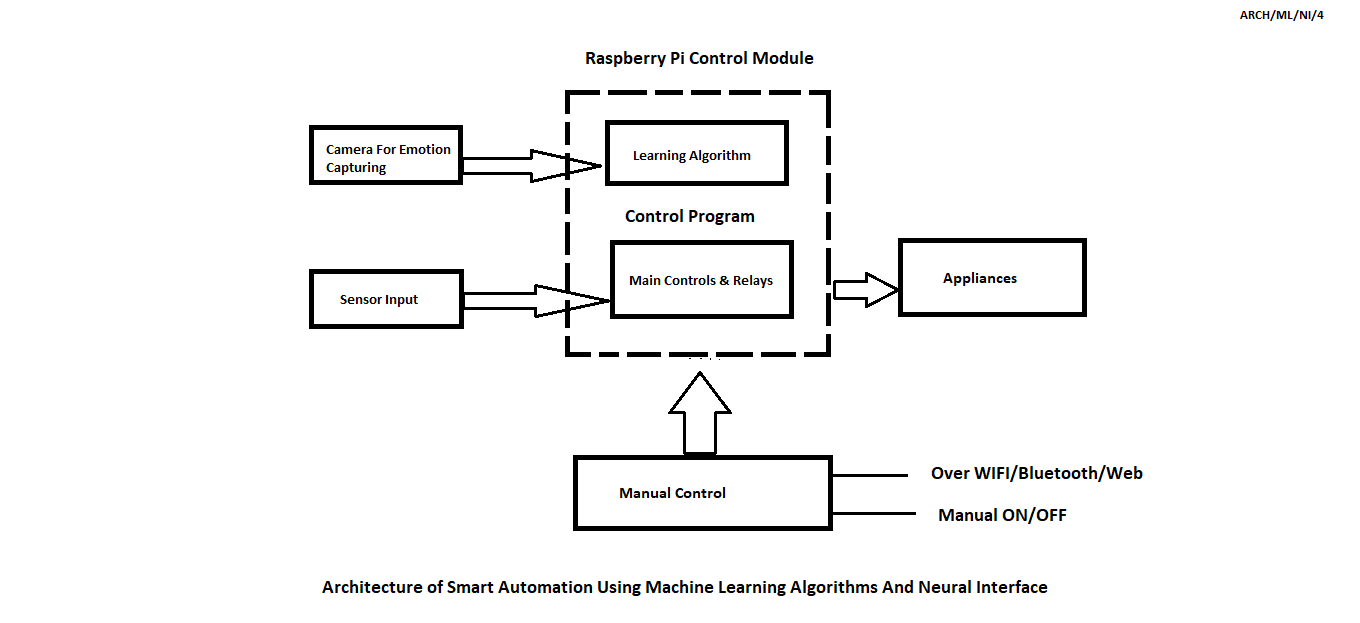 ARCH/ML/NI/4
Raspberry Pi Control Module
Camera For Emotion
Capturing
Learning Algorithm
Control Program
Sensor Input
Main Controls & Relays
Appliances
Manual Control
Over WIFI/Bluetooth/Web
Manual ON/OFF
Architecture of Smart Automation Using Machine Learning Algorithms And Neural Interface